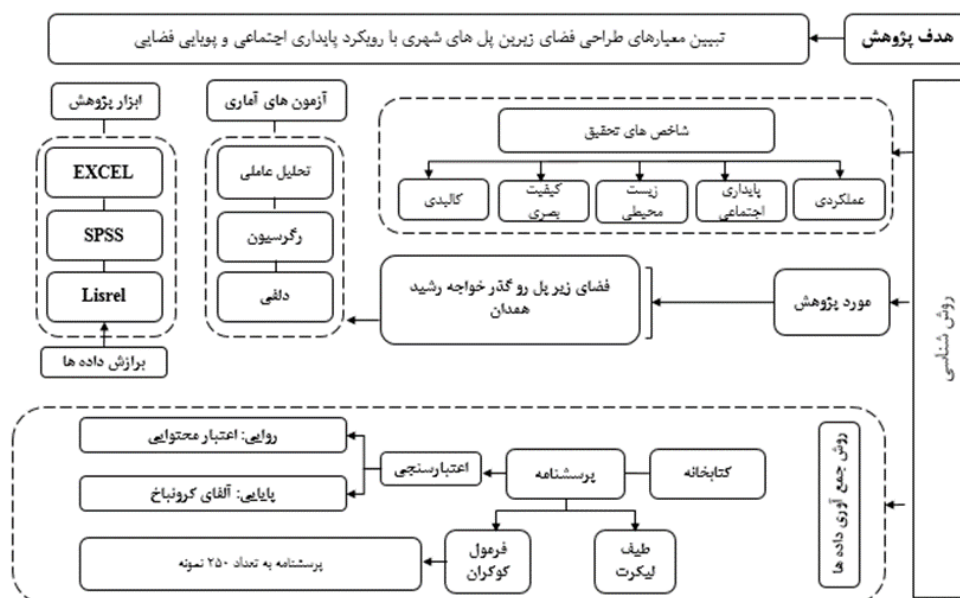 هدف پژوهش
تبیین معیارهای طراحی فضای زیرین پل های شهری با رویکرد پایداری اجتماعی و پویایی فضایی
روش شناسی
شاخص های تحقیق
عملکردی
پایداری
اجتماعی
زیست
محیطی
کیفیت
بصری
کالبدی
آزمون های آماری
تحلیل عاملی
رگرسیون
دلفی
ابزار پژوهش
EXCEL
SPSS
Lisrel
برازش داده ها
مورد پژوهش
فضای زیر پل رو گذر خواجه رشید
همدان
روش جمع آوری داده ها
کتابخانه
پرسشنامه
اعتبارسنجی
روایی: اعتبار محتوایی
پایایی: آلفای کرونباخ
طیف
لیکرت
فرمول
کوکران
پرسشنامه به تعداد ۲۵۰ نمونه